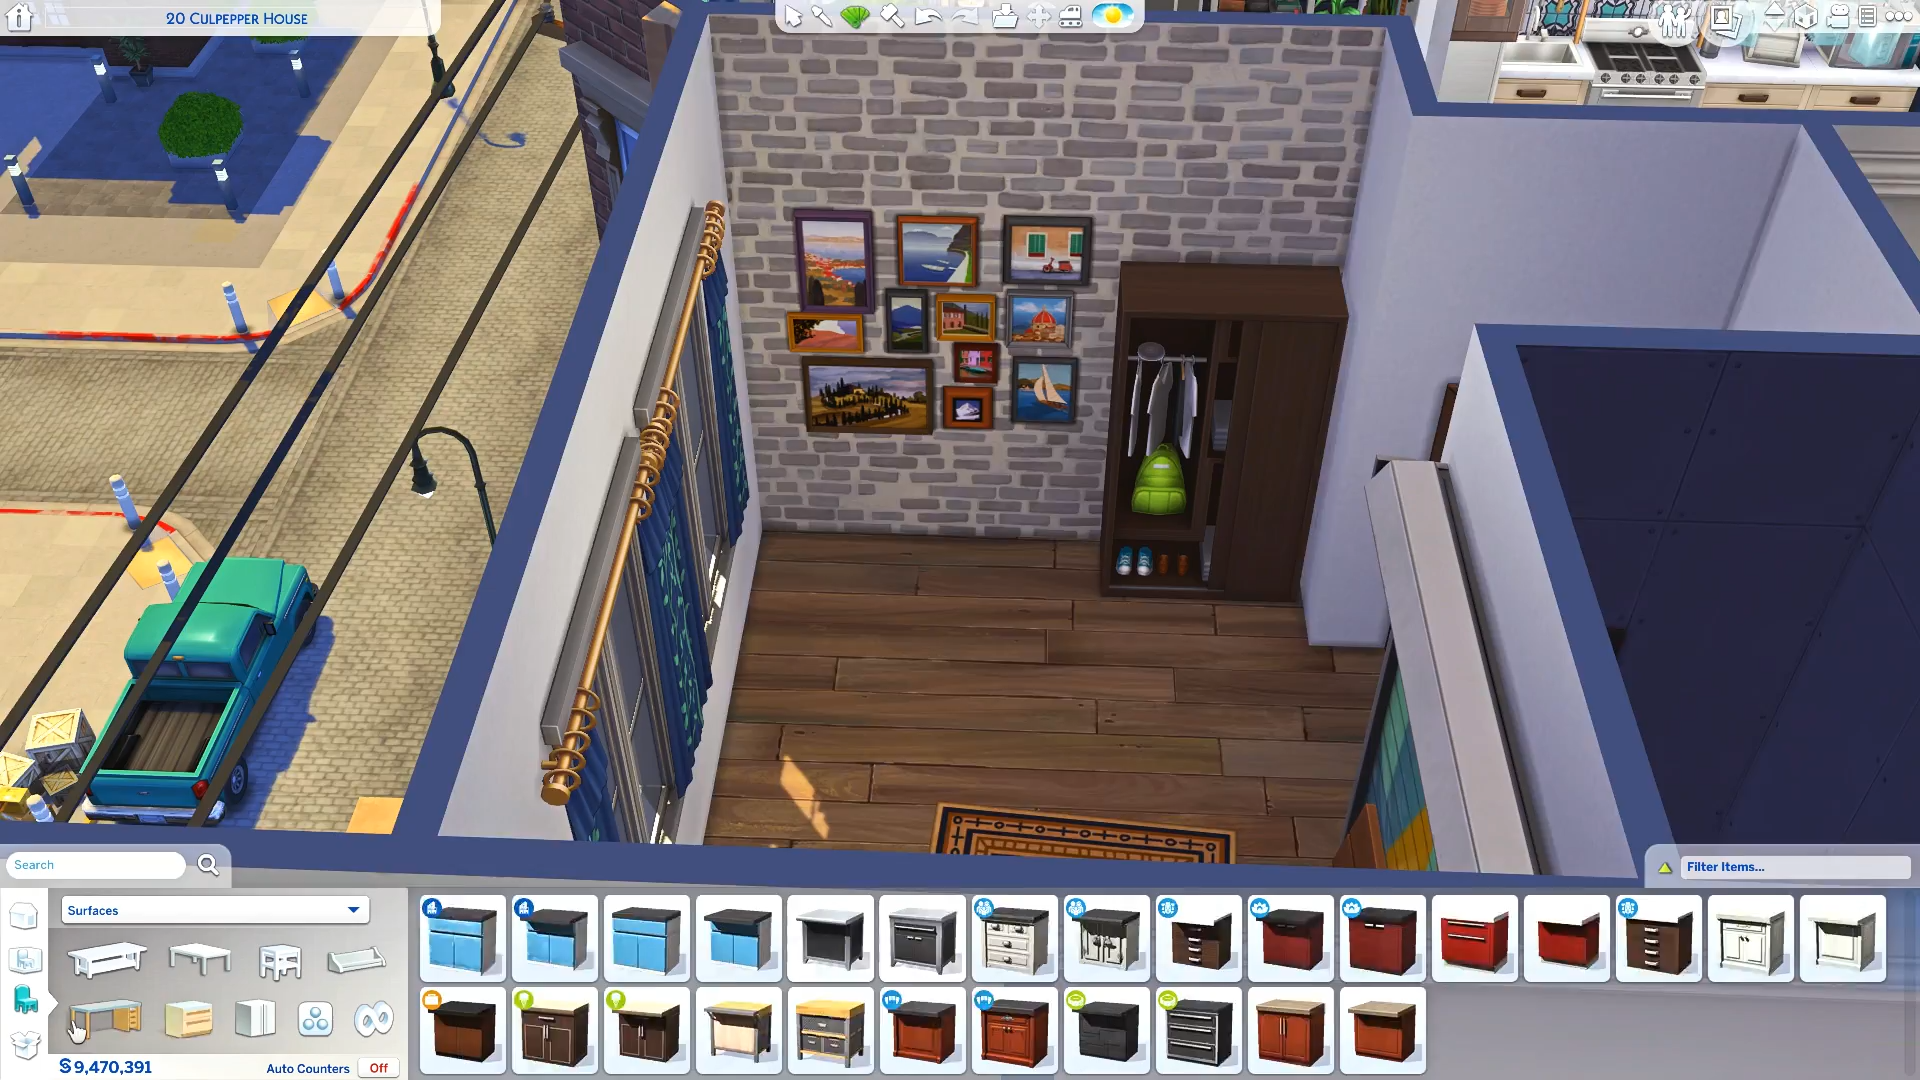 20 CULPEPPER HOUSE
Search
Filter Items...
Surfaces
§9,470,391
Auto Counters
Off